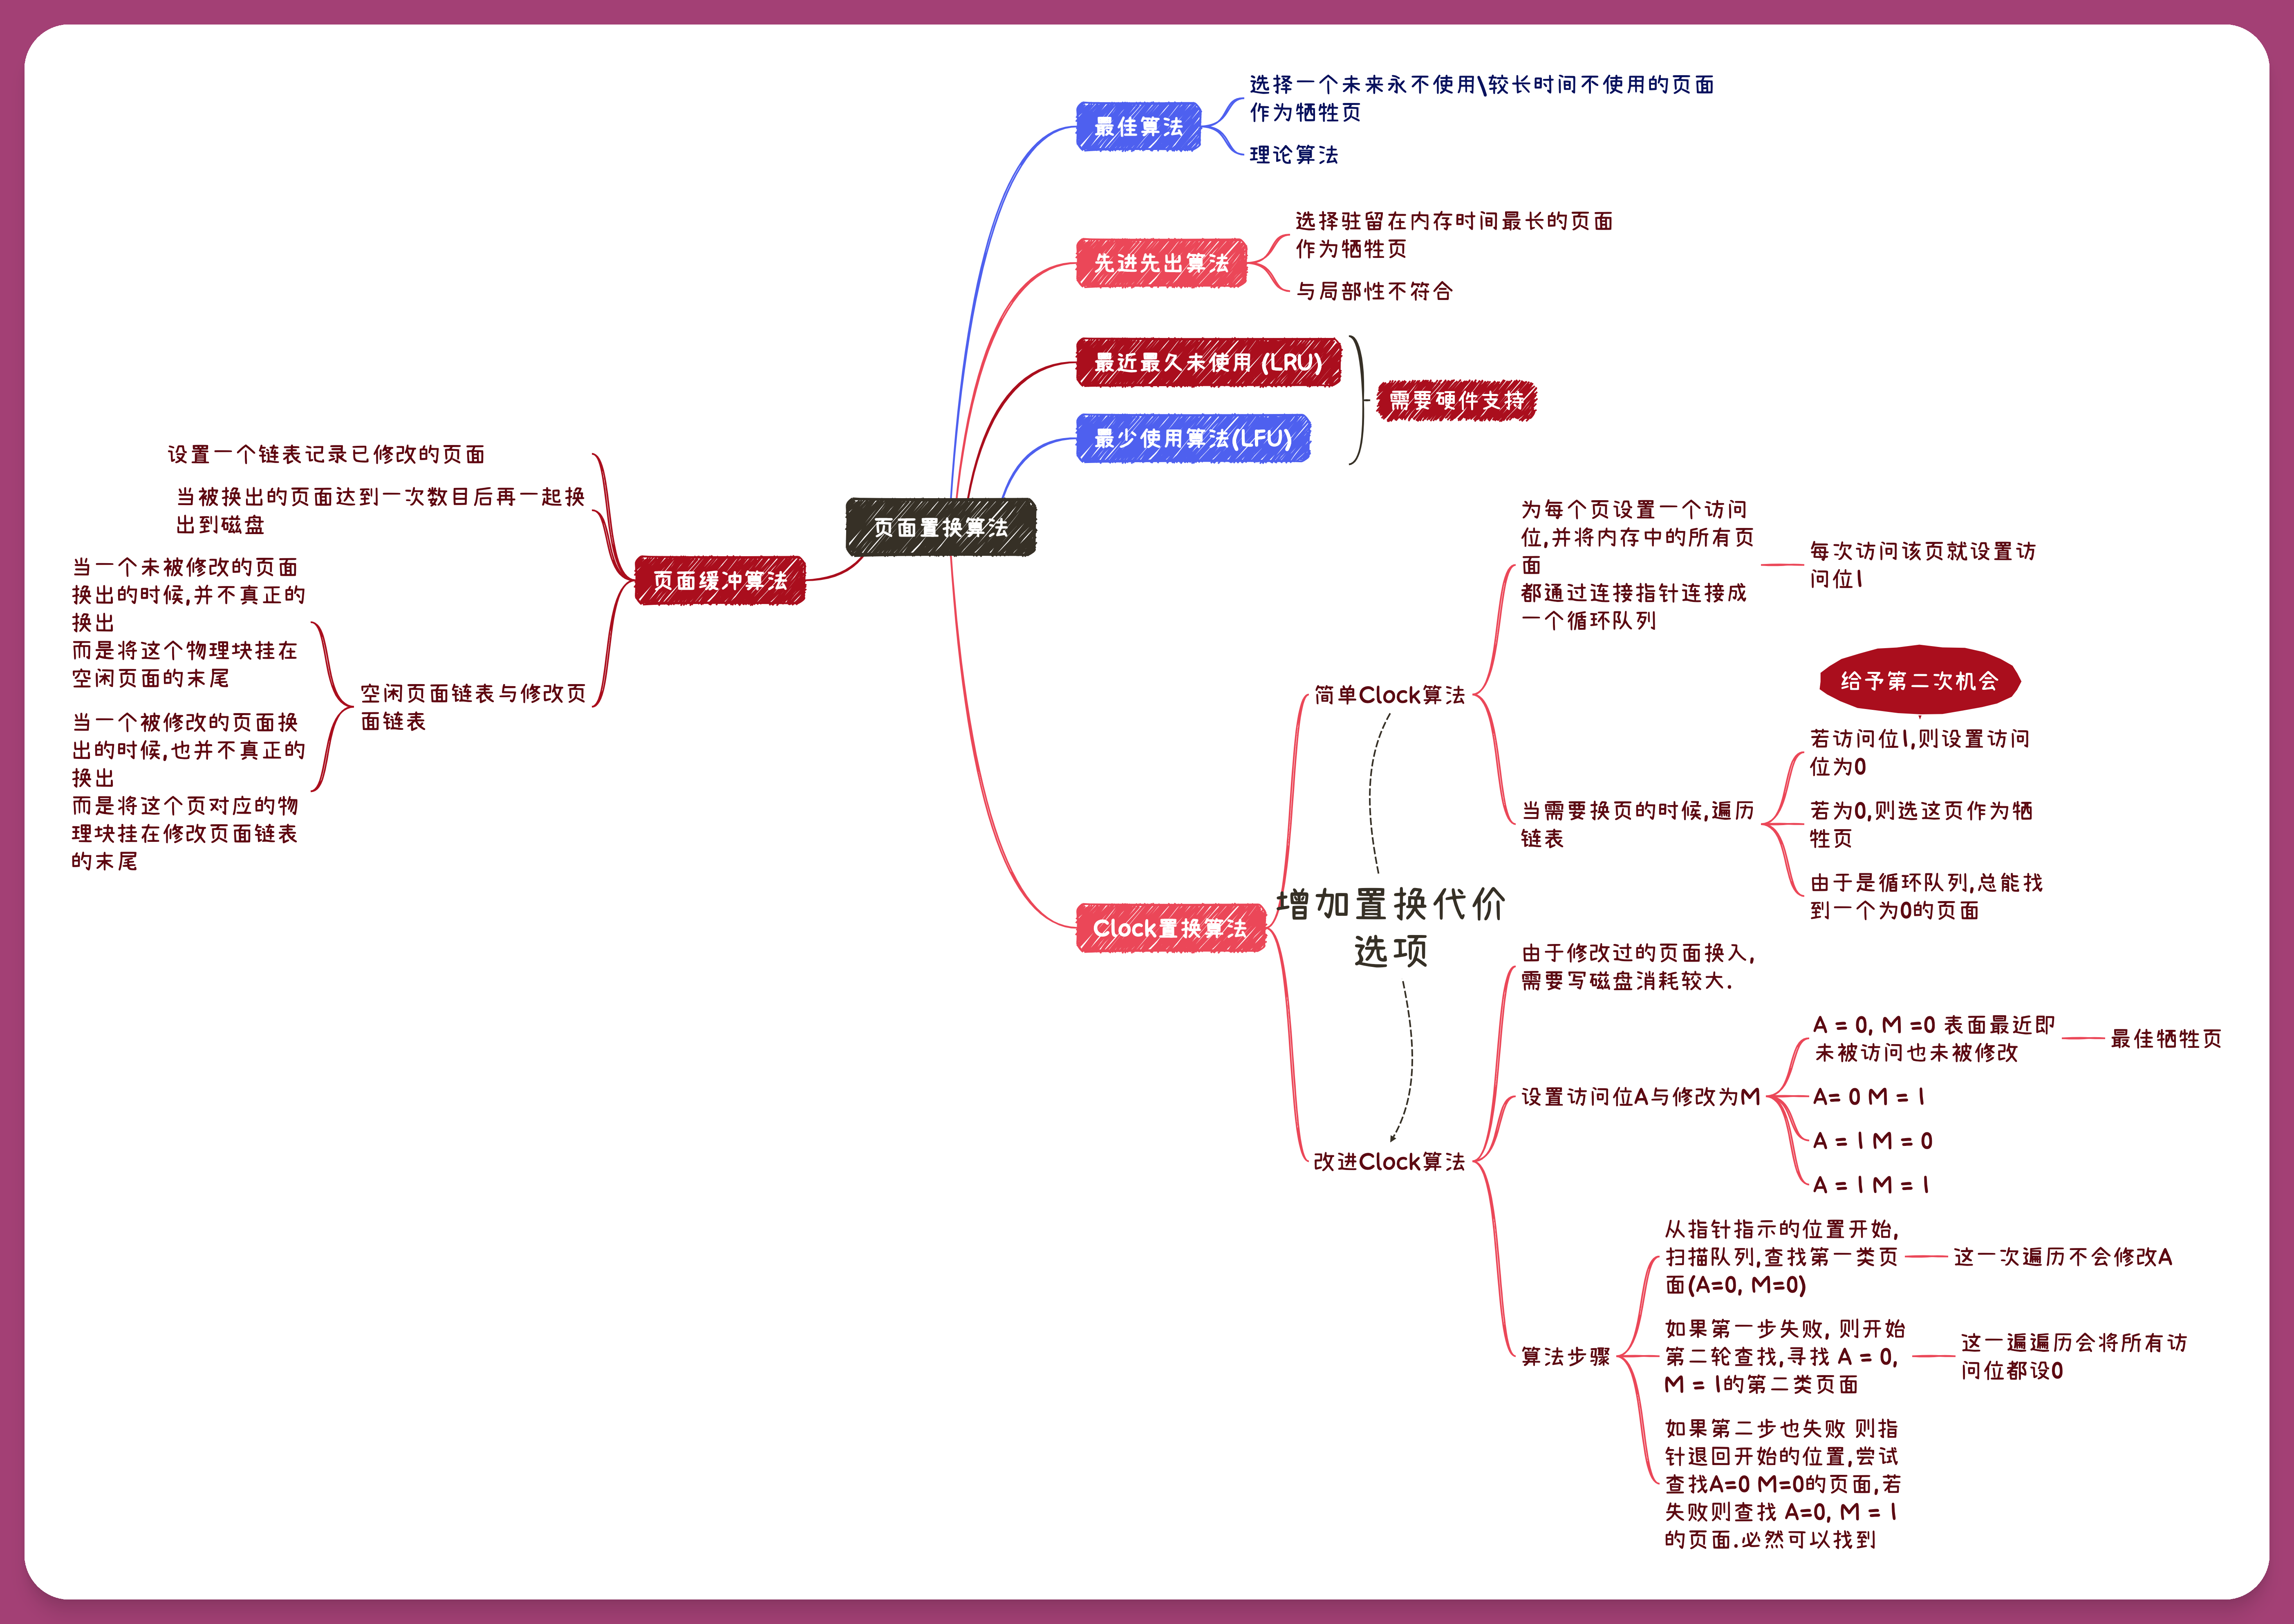 选择一个未来永不使用\较长时间不使用的页面
作为牺牲页
最佳算法
理论算法
选择驻留在内存时间最长的页面
作为牺牲页
先进先出算法
与局部性不符合
最近最久未使用 (LRU)
需要硬件支持
最少使用算法(LFU)
页面置换算法
设置一个链表记录已修改的页面
当被换出的页面达到一次数目后再一起换
出到磁盘
页面缓冲算法
当一个未被修改的页面
换出的时候,并不真正的
换出
而是将这个物理块挂在
空闲页面的末尾
空闲页面链表与修改页
面链表
当一个被修改的页面换
出的时候,也并不真正的
换出
而是将这个页对应的物
理块挂在修改页面链表
的末尾
Clock置换算法
简单Clock算法
为每个页设置一个访问
位,并将内存中的所有页
面
都通过连接指针连接成
一个循环队列
每次访问该页就设置访
问位1
给予第二次机会
当需要换页的时候,遍历
链表
若访问位1,则设置访问
位为0
若为0,则选这页作为牺
牲页
由于是循环队列,总能找
到一个为0的页面
增加置换代价
选项
改进Clock算法
由于修改过的页面换入,
需要写磁盘消耗较大.
设置访问位A与修改为M
A = 0, M =0 表面最近即
未被访问也未被修改
最佳牺牲页
A= 0 M = 1
A = 1 M = 0
A = 1 M = 1
算法步骤
从指针指示的位置开始,
扫描队列,查找第一类页
面(A=0, M=0)
这一次遍历不会修改A
如果第一步失败, 则开始
第二轮查找,寻找 A = 0,
M = 1的第二类页面
这一遍遍历会将所有访
问位都设0
如果第二步也失败 则指
针退回开始的位置,尝试
查找A=0 M=0的页面,若
失败则查找 A=0, M = 1
的页面.必然可以找到